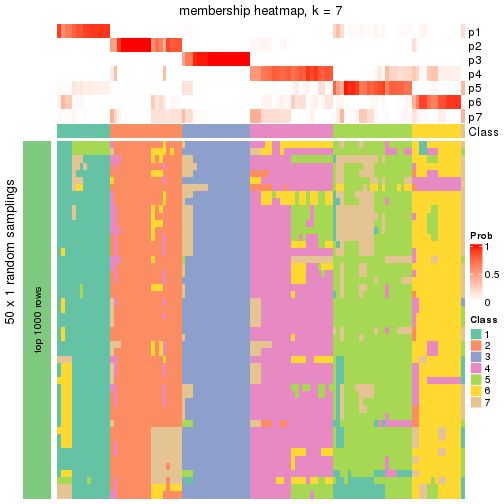 membership heatmap, k = 7
p1
p2
p3
p4
p5
p6
p7
Class
50 x 1 random samplings
top 1000 rows
Prob
1
0.5
0
Class
1
2
3
4
5
6
7